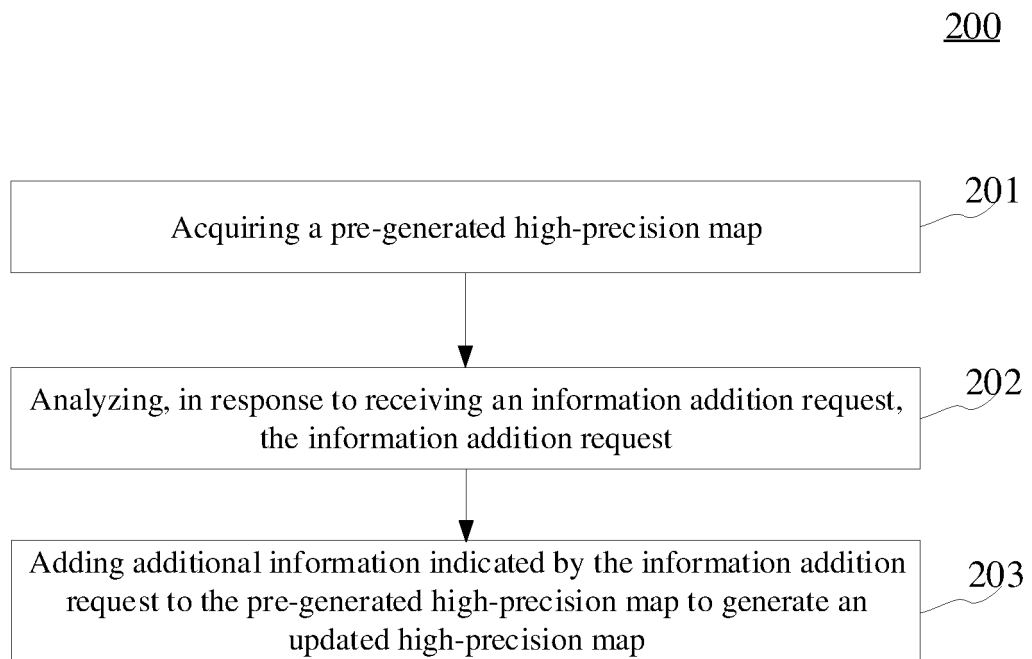 200
201
Acquiring a pre-generated high-precision map
202
Analyzing, in response to receiving an information addition request,
the information addition request
203
Adding additional information indicated by the information addition
request to the pre-generated high-precision map to generate an
updated high-precision map